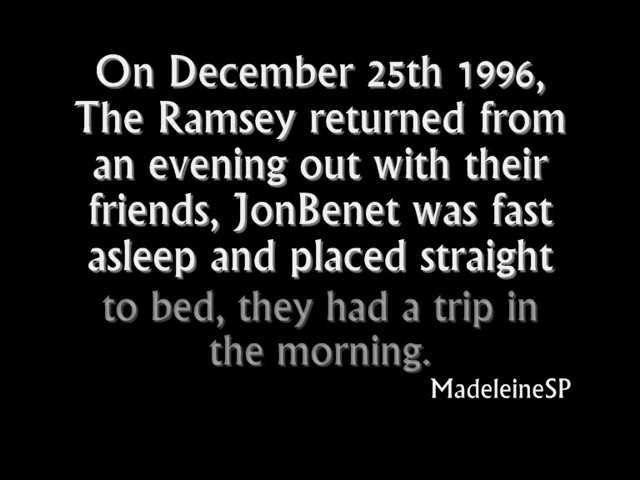 On December 25th 1996,
The Ramsey returned from
an evening out with their
friends, JonBenet was fast
asleep and placed straight
to bed, they had a trip in
the morning.
MadeleineSP